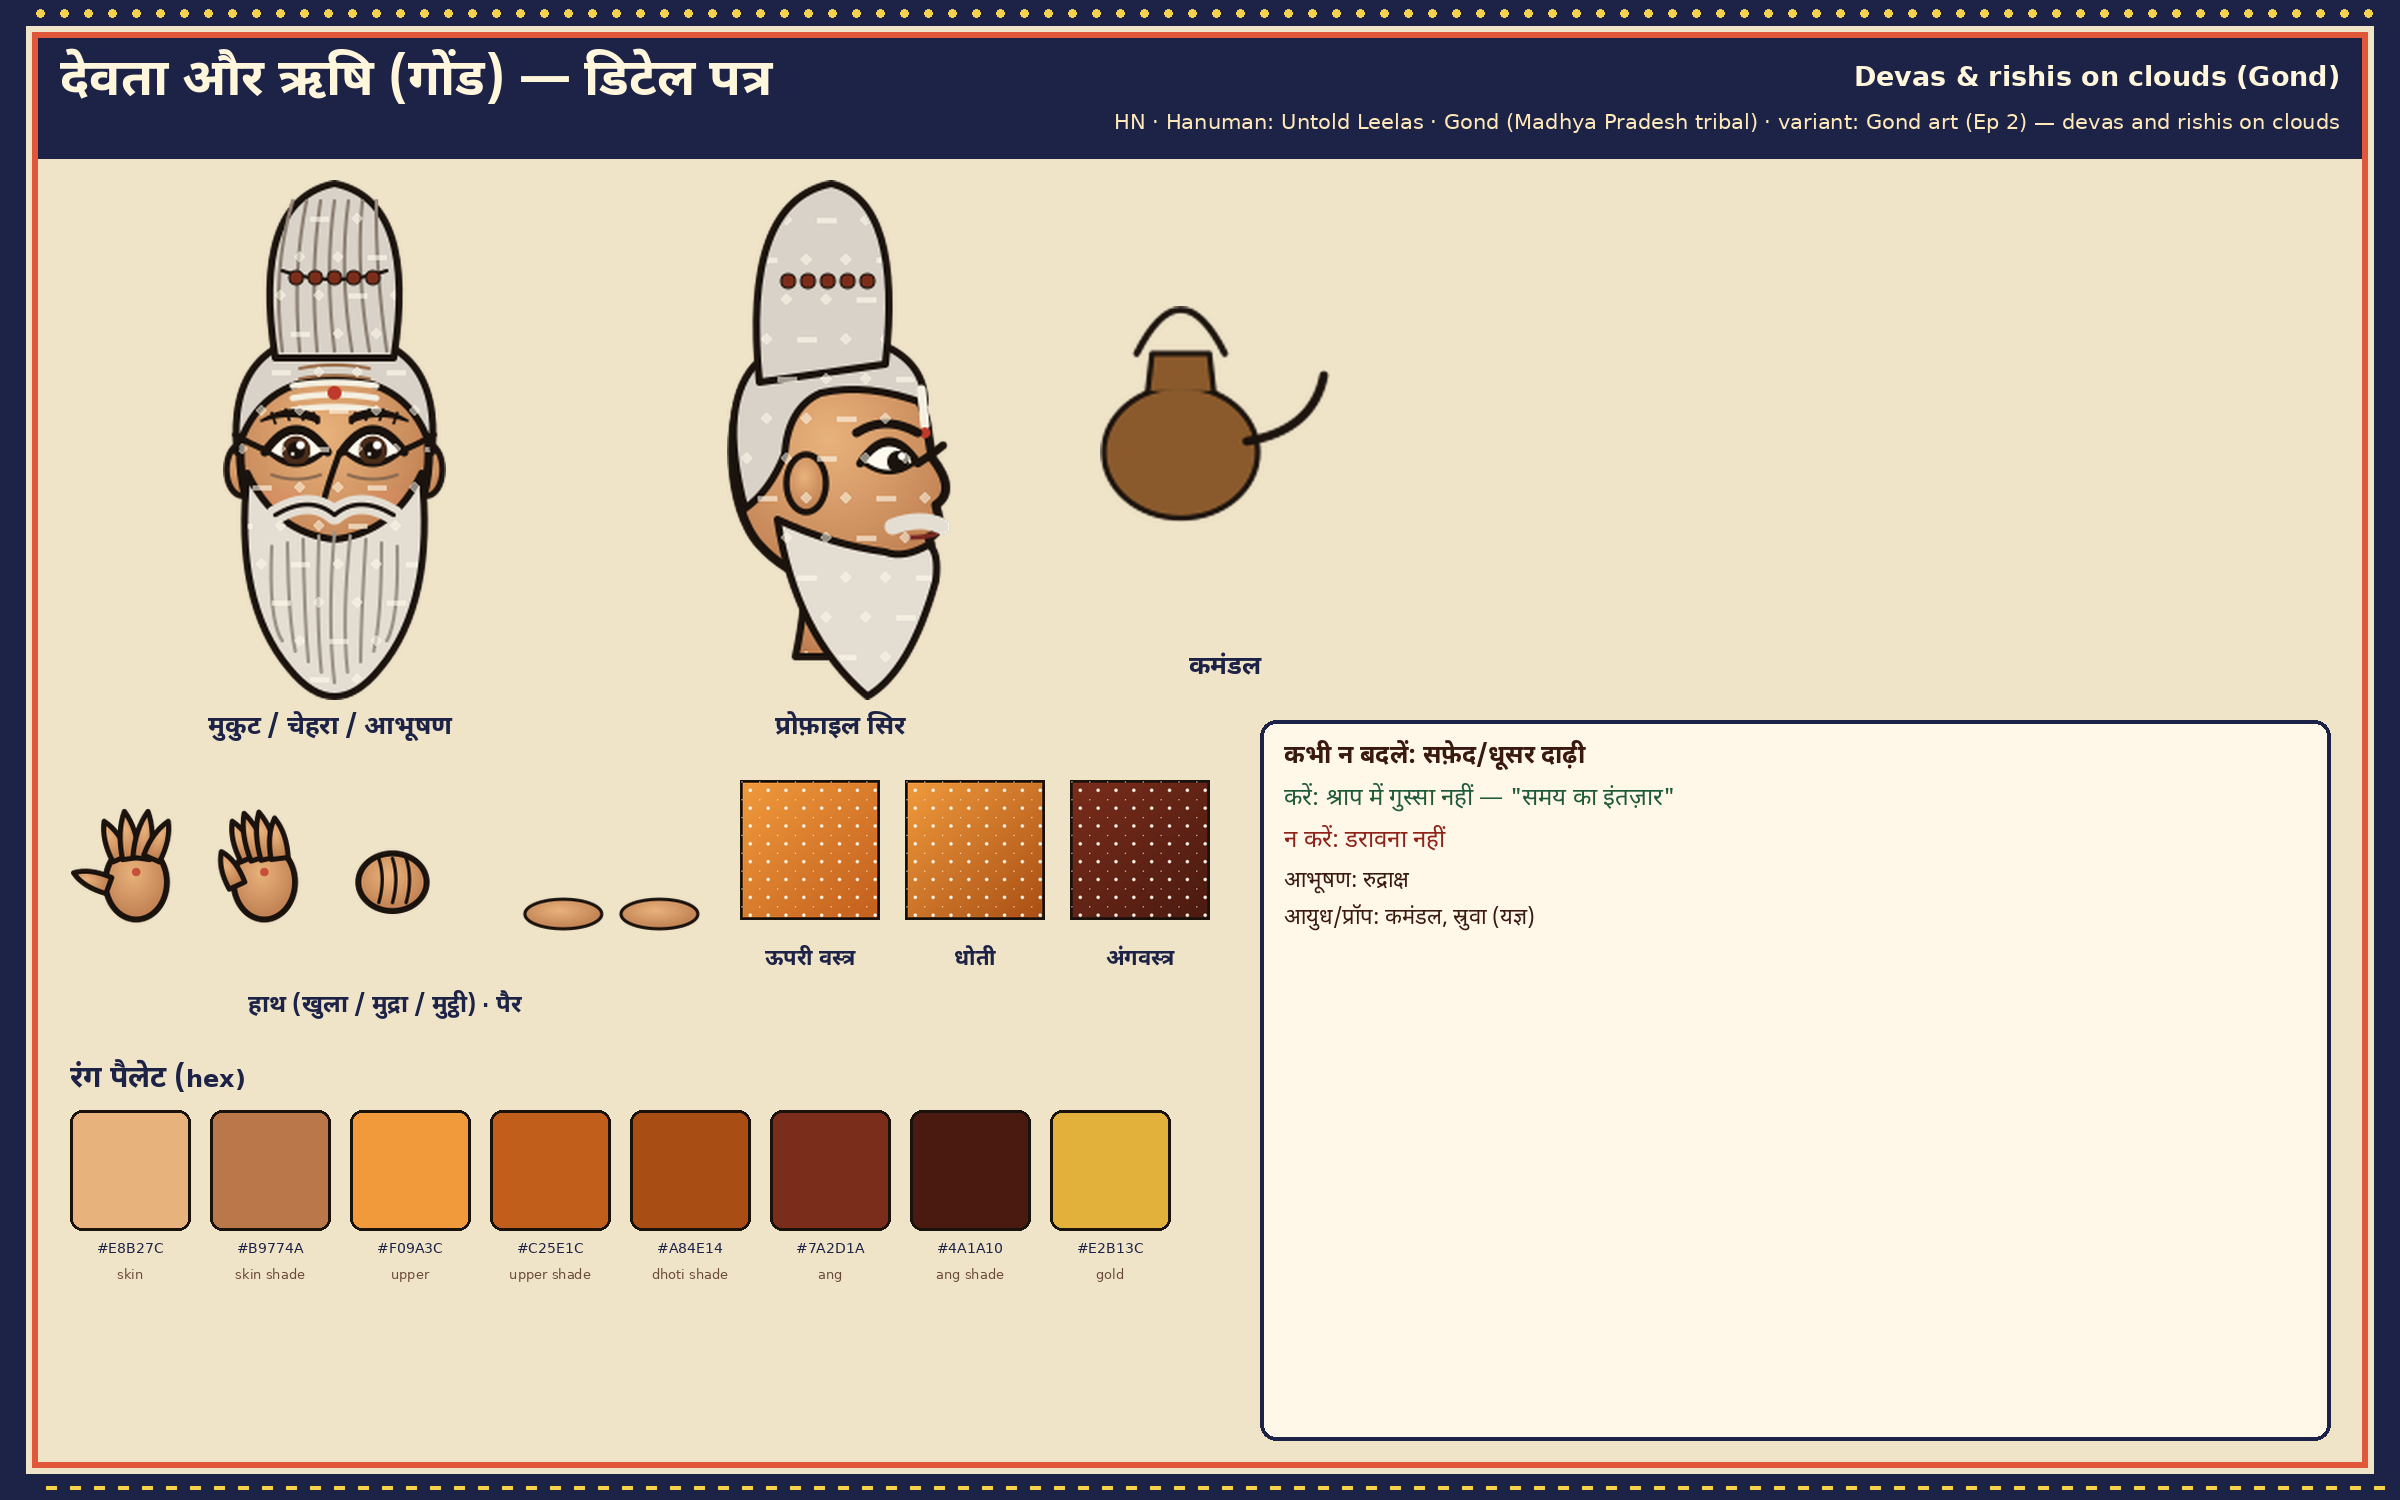 देवता और ऋषि (गोंड) — डिटेल पत्र
Devas & rishis on clouds (Gond)
HN · Hanuman: Untold Leelas · Gond (Madhya Pradesh tribal) · variant: Gond art (Ep 2) — devas and rishis on clouds
कमंडल
मुकुट / चेहरा / आभूषण
प्रोफ़ाइल सिर
कभी न बदलें: सफ़ेद/धूसर दाढ़ी
करें: श्राप में गुस्सा नहीं — "समय का इंतज़ार"
न करें: डरावना नहीं
आभूषण: रुद्राक्ष
आयुध/प्रॉप: कमंडल, स्रुवा (यज्ञ)
ऊपरी वस्त्र
धोती
अंगवस्त्र
हाथ (खुला / मुद्रा / मुट्ठी) · पैर
रंग पैलेट (hex)
#E8B27C
#B9774A
#F09A3C
#C25E1C
#A84E14
#7A2D1A
#4A1A10
#E2B13C
skin
skin shade
upper
upper shade
dhoti shade
ang
ang shade
gold